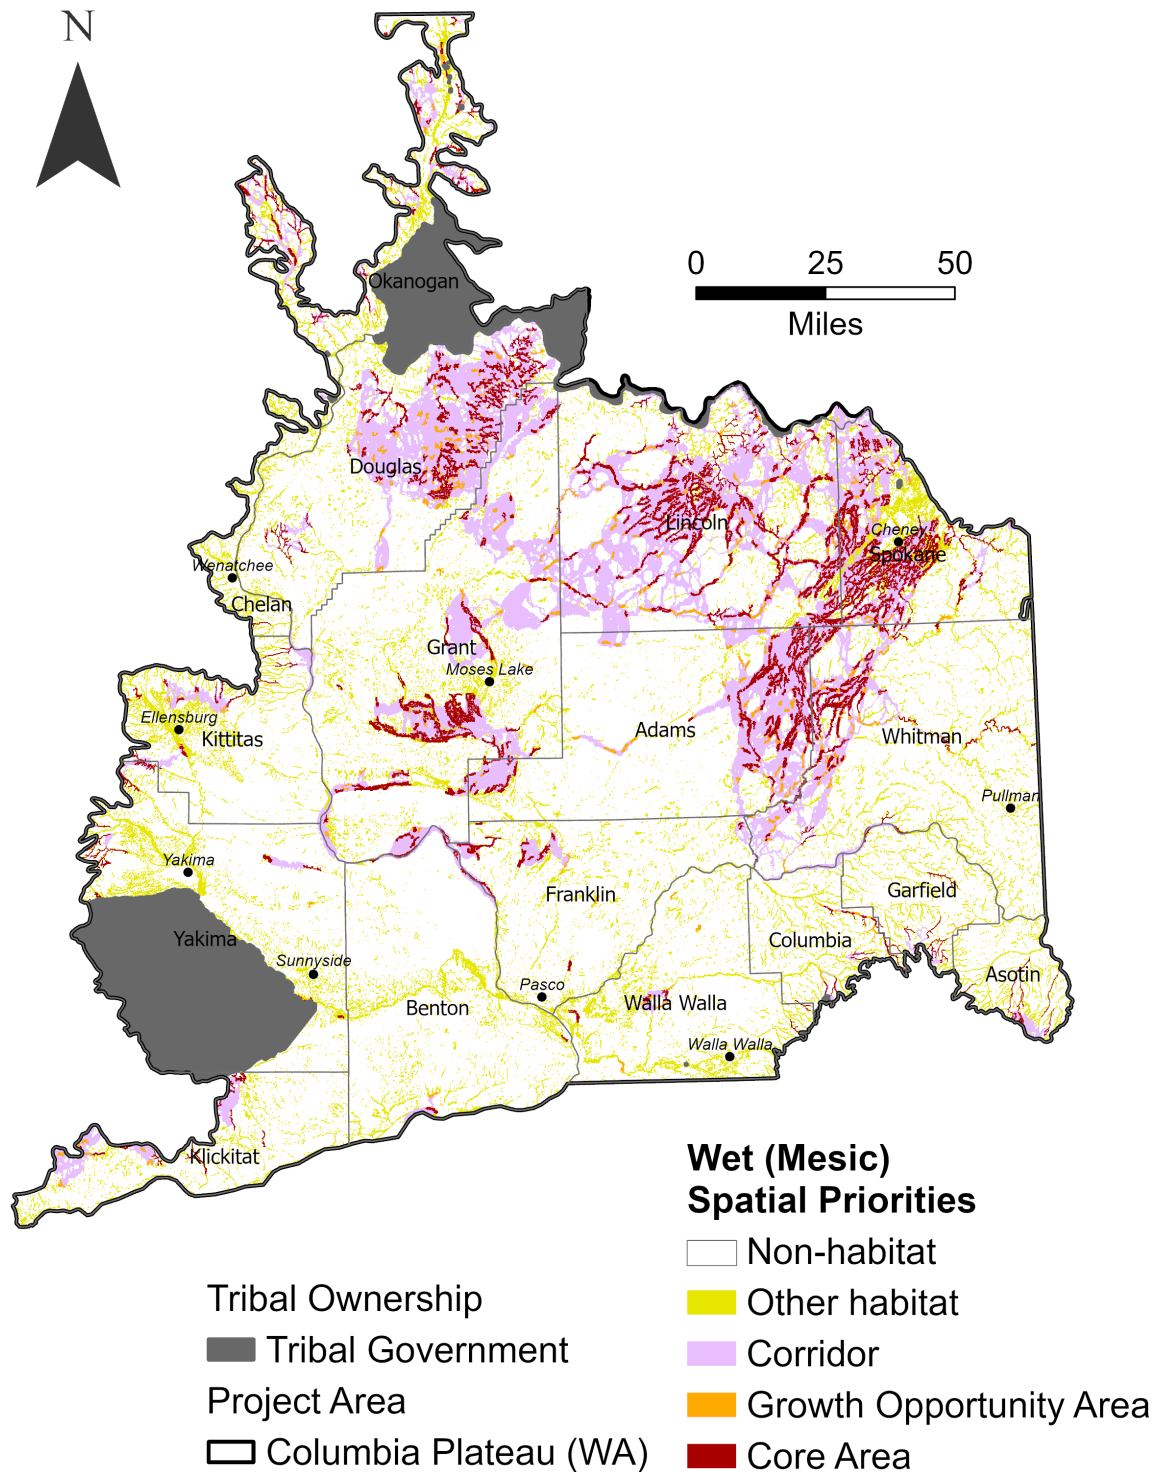 N
0 25 50
Miles
Okanogan
Douglas
Lincoln
Cheney
Spokane
Wenatchee
Chelan
Grant
Moses Lake
Ellensburg
Kittitas
Adams
Whitman
Pullman
Yakima
Franklin
Garfield
Yakima
Columbia
Sunnyside
Asotin
Pasco
Benton
Walla Walla
Walla Walla
Klickitat
Wet (Mesic)
Spatial Priorities
Non-habitat
Other habitat
Corridor
Growth Opportunity Area
Core Area
Tribal Ownership
Tribal Government
Project Area
Columbia Plateau (WA)